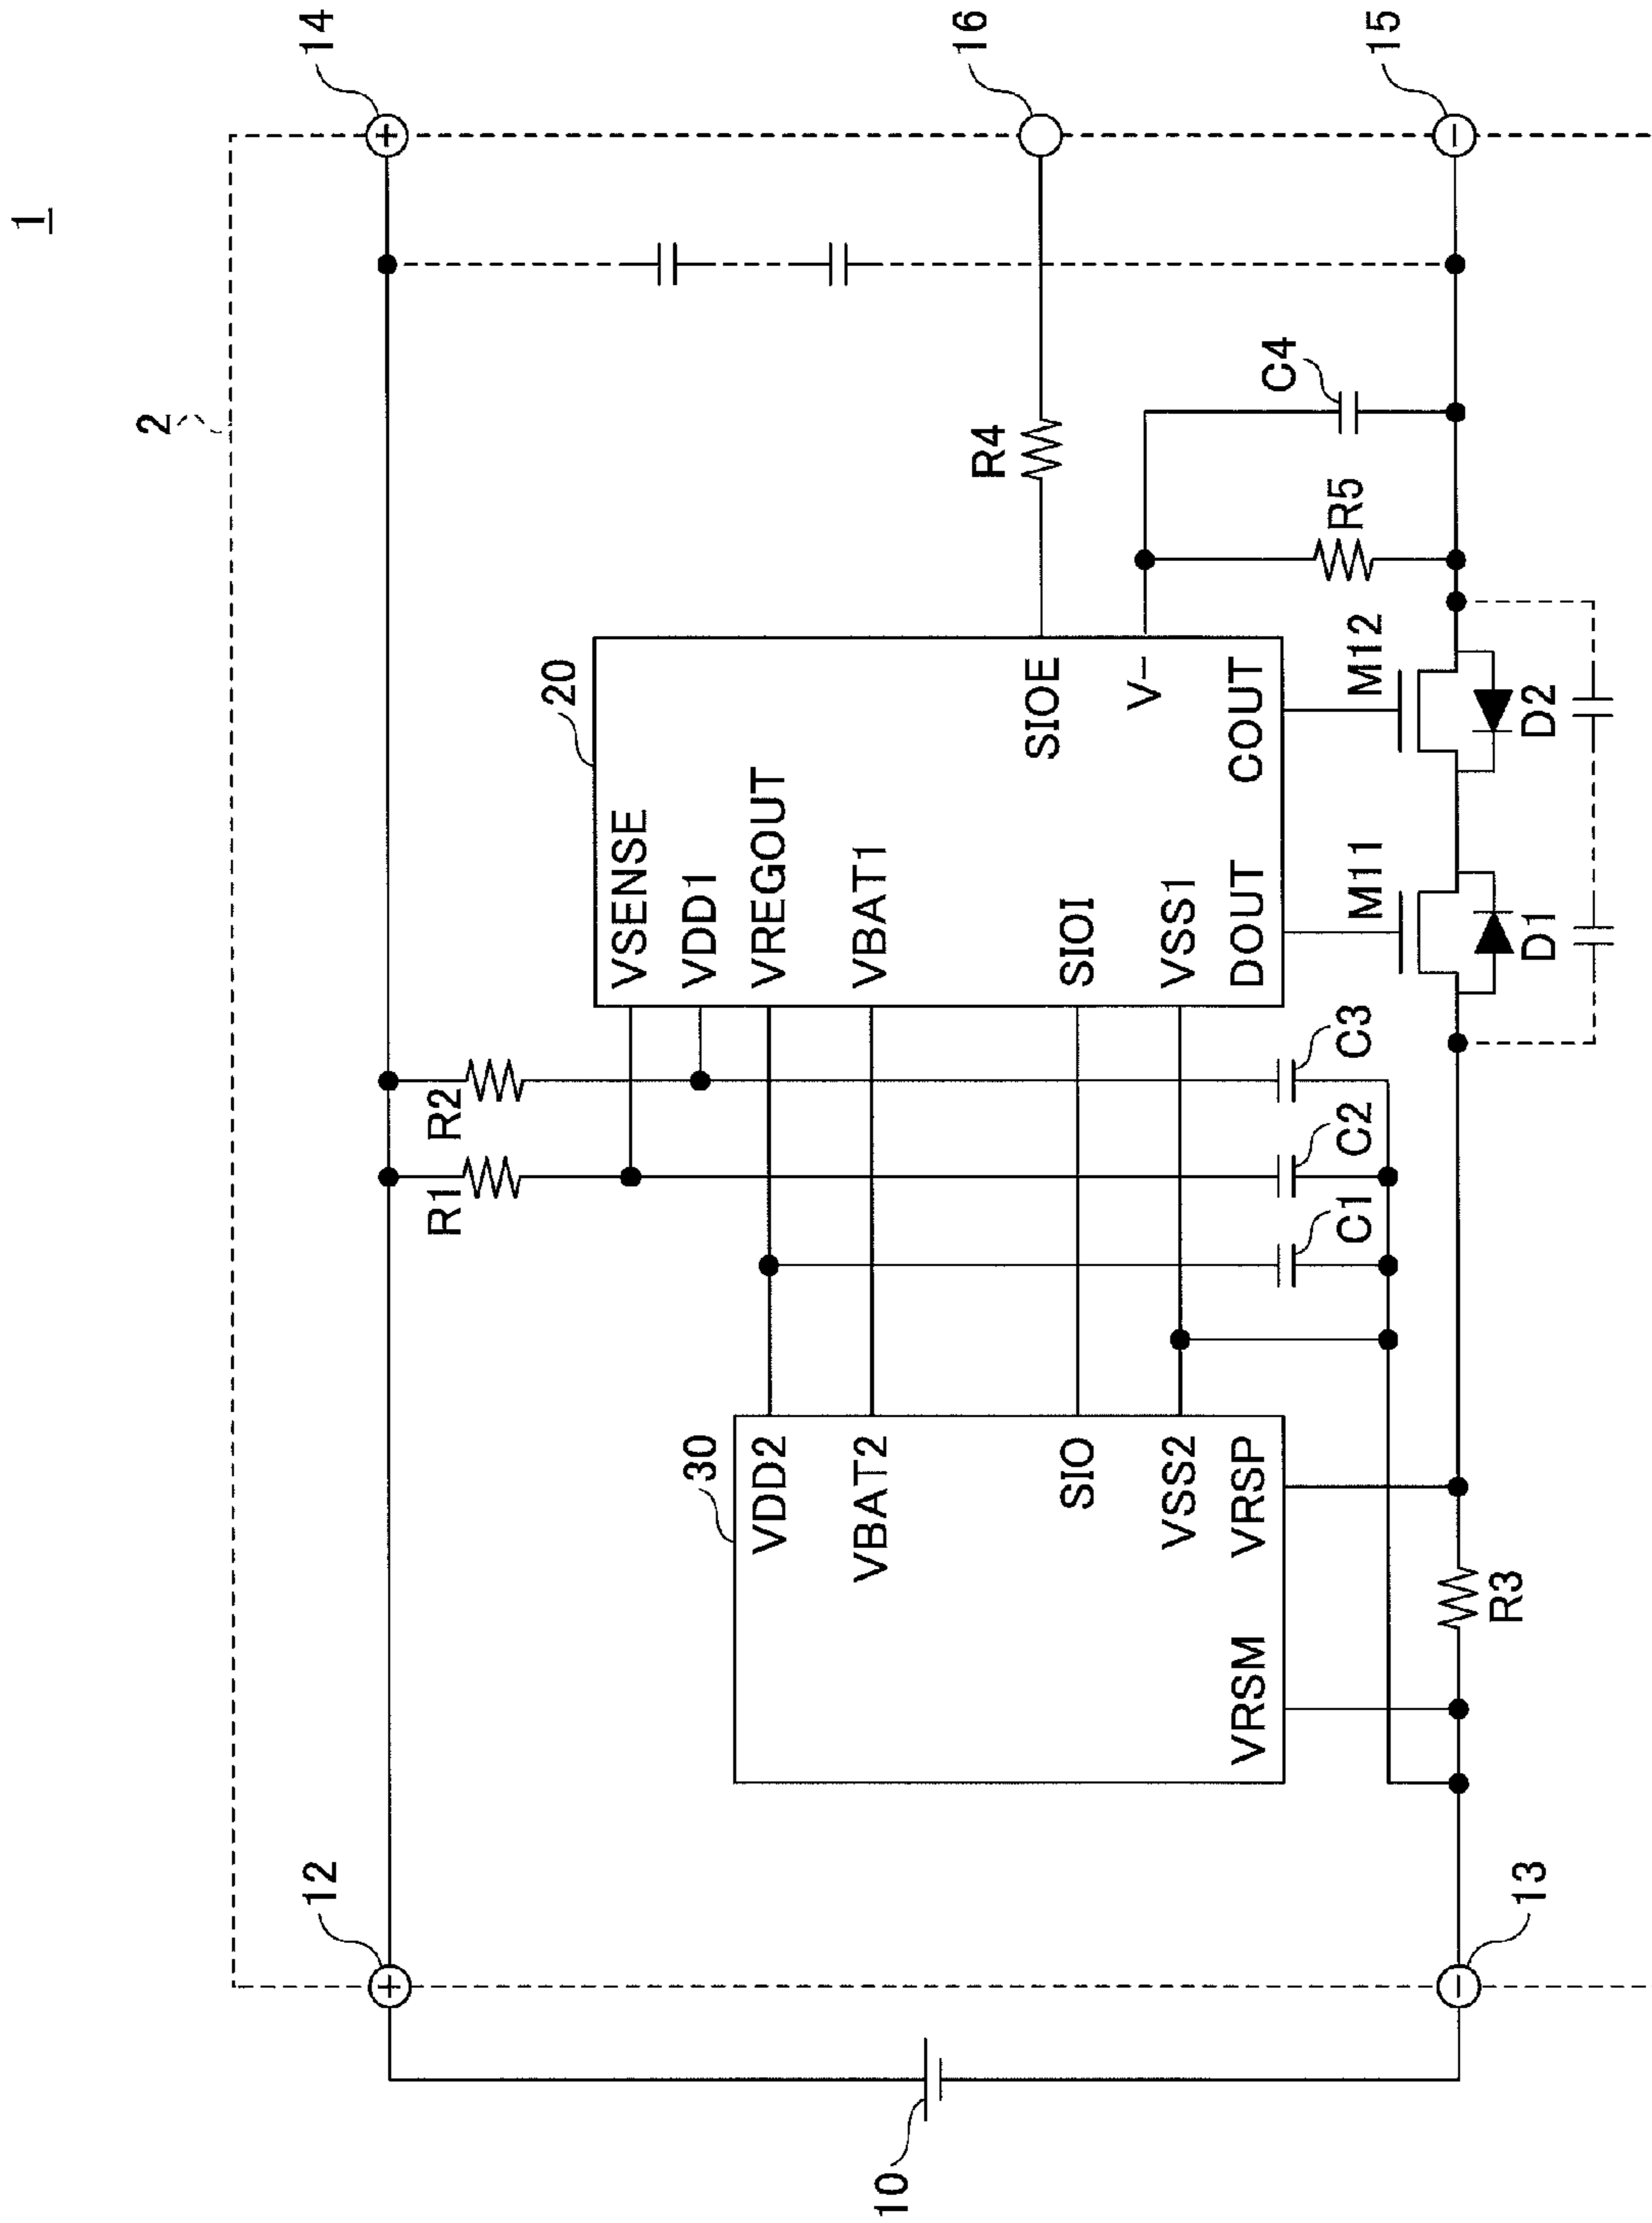 1
2
12
14
10
13
15
16
30
VDD2
VBAT2
SIO
VSS2
VRSM
VRSP
R1
R2
C1
C2
C3
20
VSENSE
VDD1
VREGOUT
VBAT1
SIOI
VSS1
DOUT
COUT
SIOE
V−
R4
R5
C4
R3
M11
M12
D1
D2
+
+
−
−